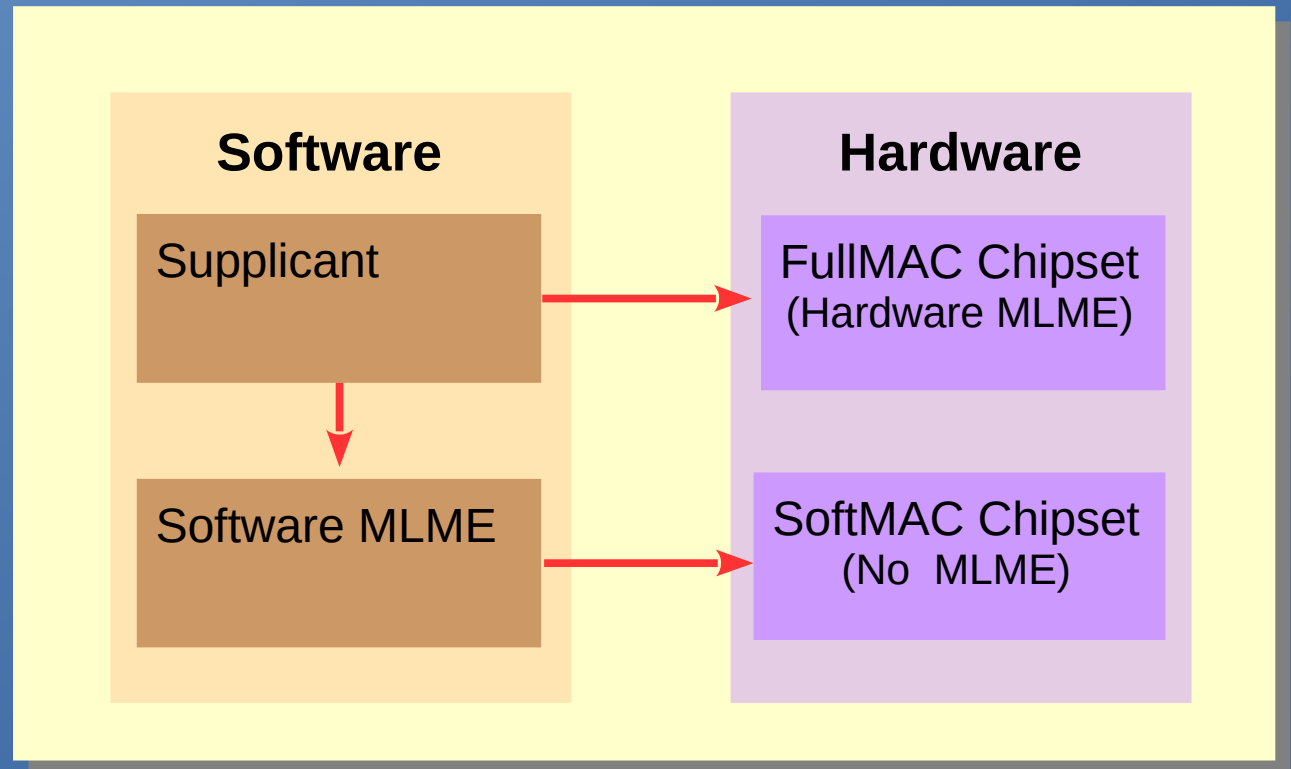 Software
Supplicant
Software MLME
Hardware
FullMAC Chipset
(Hardware MLME)
SoftMAC Chipset
(No  MLME)